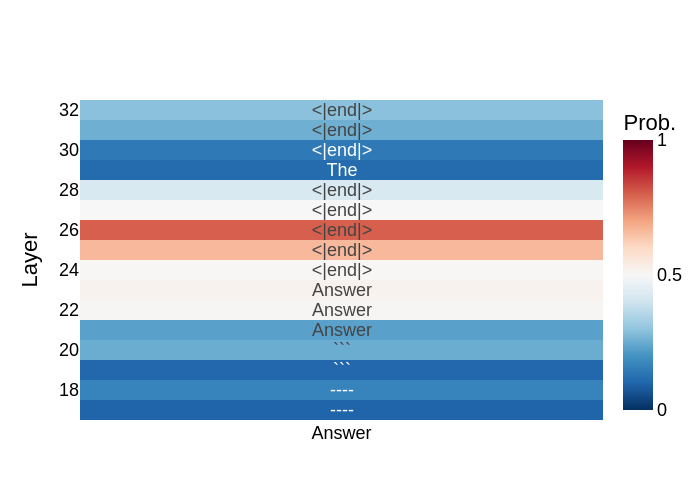 Prob.
32 <|end|> 1
<|end|>
30 <|end|>
The
28 <|end|>
<|end|>
26 <|end|>
<|end|>
24 <|end|> 0.5
Answer
22 Answer
Answer
20 ```
```
18 ----
---- 0
Answer
Layer